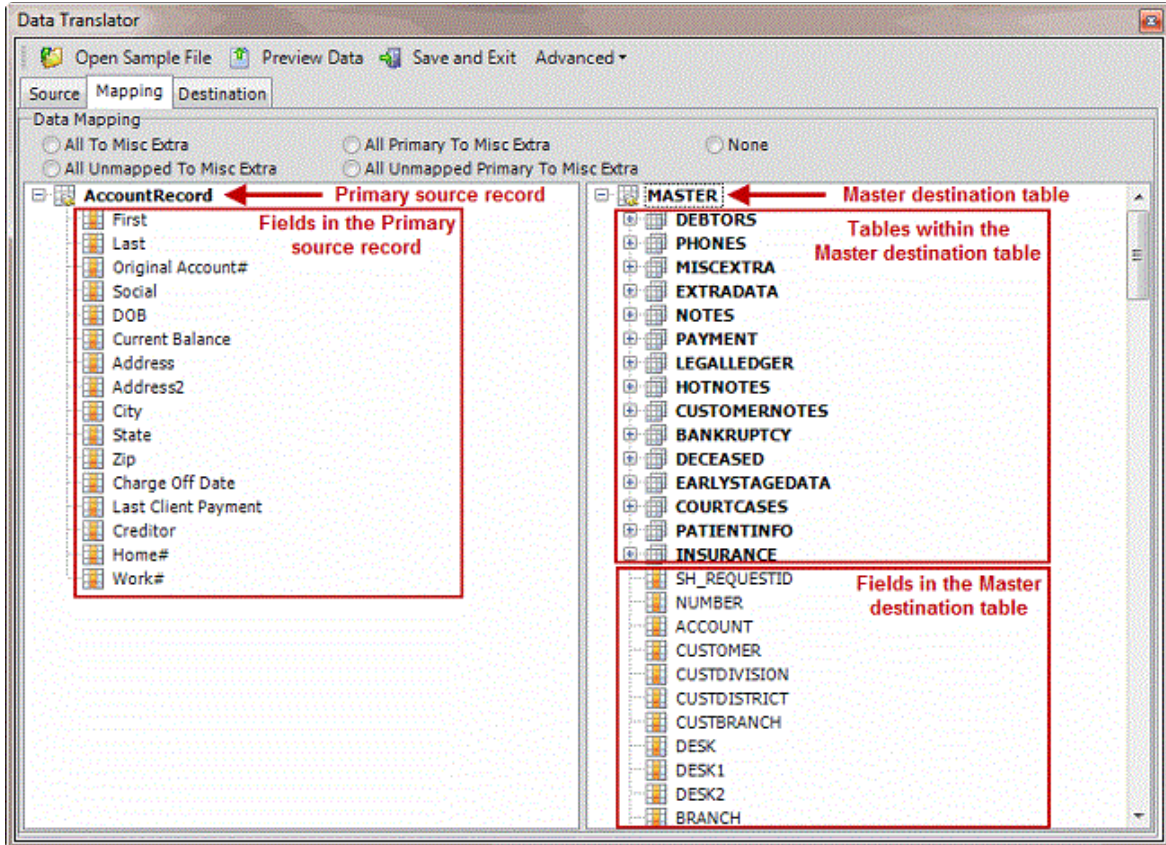 Data Translator
Open Sample File Preview Data Save and Exit Advanced
Source Mapping Destination
Data Mapping
All To Misc Extra All Primary To Misc Extra None
All Unmapped To Misc Extra All Unmapped Primary To Misc Extra
AccountRecord Primary source record
Fields in the Primary
source record
First
Last
Original Account#
Social
DOB
Current Balance
Address
Address2
City
State
Zip
Charge Off Date
Last Client Payment
Creditor
Home#
Work#
MASTER Master destination table
Tables within the
Master destination table
DEBTORS
PHONES
MISCEXTRA
EXTRADATA
NOTES
PAYMENT
LEGALLEDGER
HOTNOTES
CUSTOMERNOTES
BANKRUPTCY
DECEASED
EARLYSTAGEDATA
COURTCASES
PATIENTINFO
INSURANCE
Fields in the Master
destination table
SH_REQUESTID
NUMBER
ACCOUNT
CUSTOMER
CUSTDIVISION
CUSTDISTRICT
CUSTBRANCH
DESK
DESK1
DESK2
BRANCH